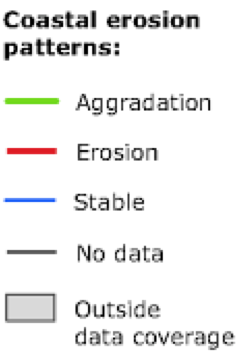 Coastal erosion
patterns:
Aggradation
Erosion
Stable
No data
Outside
data coverage